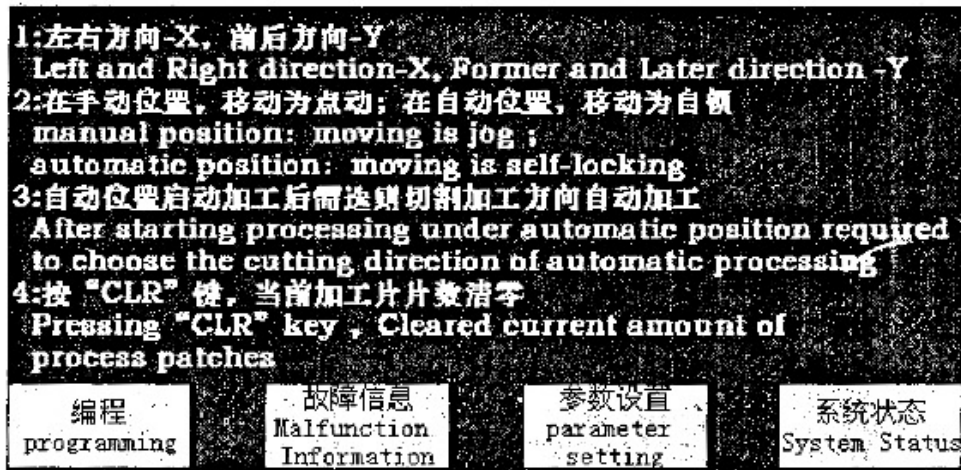 1:左右方向-X，前后方向-Y
Left and Right direction-X, Former and Later direction -Y
2:在手动位置，移动为点动；在自动位置，移动为自锁
manual position: moving is jog ;
automatic position: moving is self-locking
3:自动位置启动加工后需选择切割加工方向自动加工
After starting processing under automatic position required
to choose the cutting direction of automatic processing
4:按“CLR”键，当前加工片片数清零
Pressing “CLR” key , Cleared current amount of
process patches
编程
programming
故障信息
Malfunction
Information
参数设置
parameter
setting
系统状态
System Status